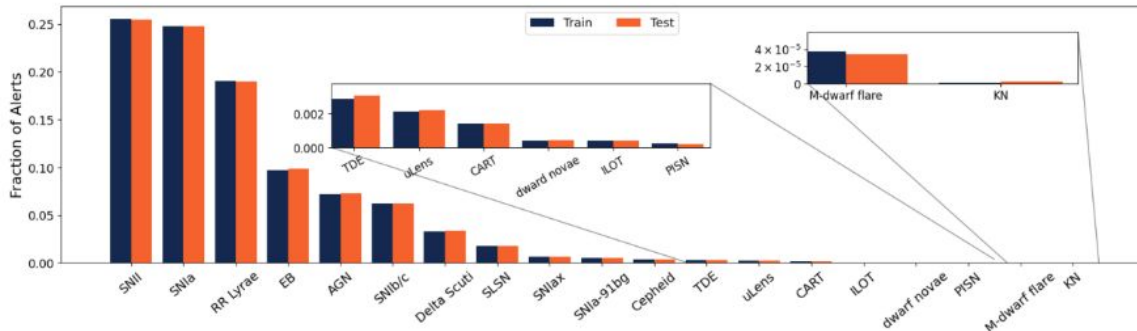 Train Test
Fraction of Alerts
0.25
0.20
0.15
0.10
0.05
0.00
SNII SNIa RR Lyrae EB AGN SNIb/c Delta Scuti SLSN SNIax SNIa-91bg Cepheid TDE uLens CART ILOT dwarf novae PISN M-dwarf flare KN
0.002
0.000
TDE uLens CART dward novae ILOT PISN
4 × 10⁻⁵
2 × 10⁻⁵
0
M-dwarf flare KN